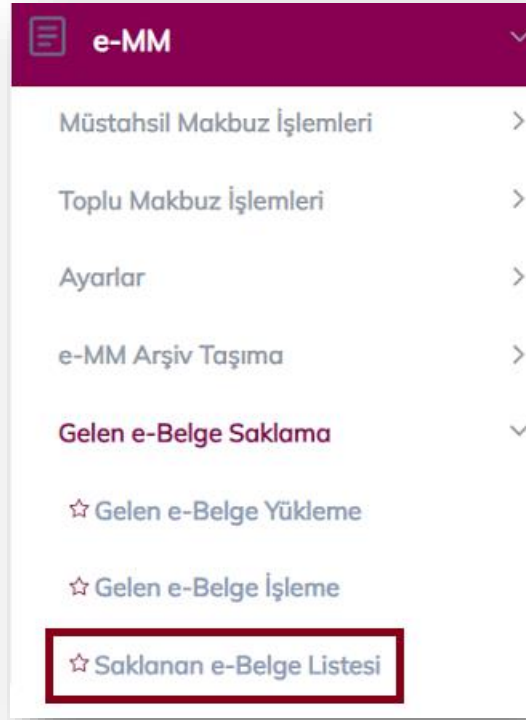 e-MM
Müstahsil Makbuz İşlemleri
Toplu Makbuz İşlemleri
Ayarlar
e-MM Arşiv Taşıma
Gelen e-Belge Saklama
Gelen e-Belge Yükleme
Gelen e-Belge İşleme
Saklanan e-Belge Listesi